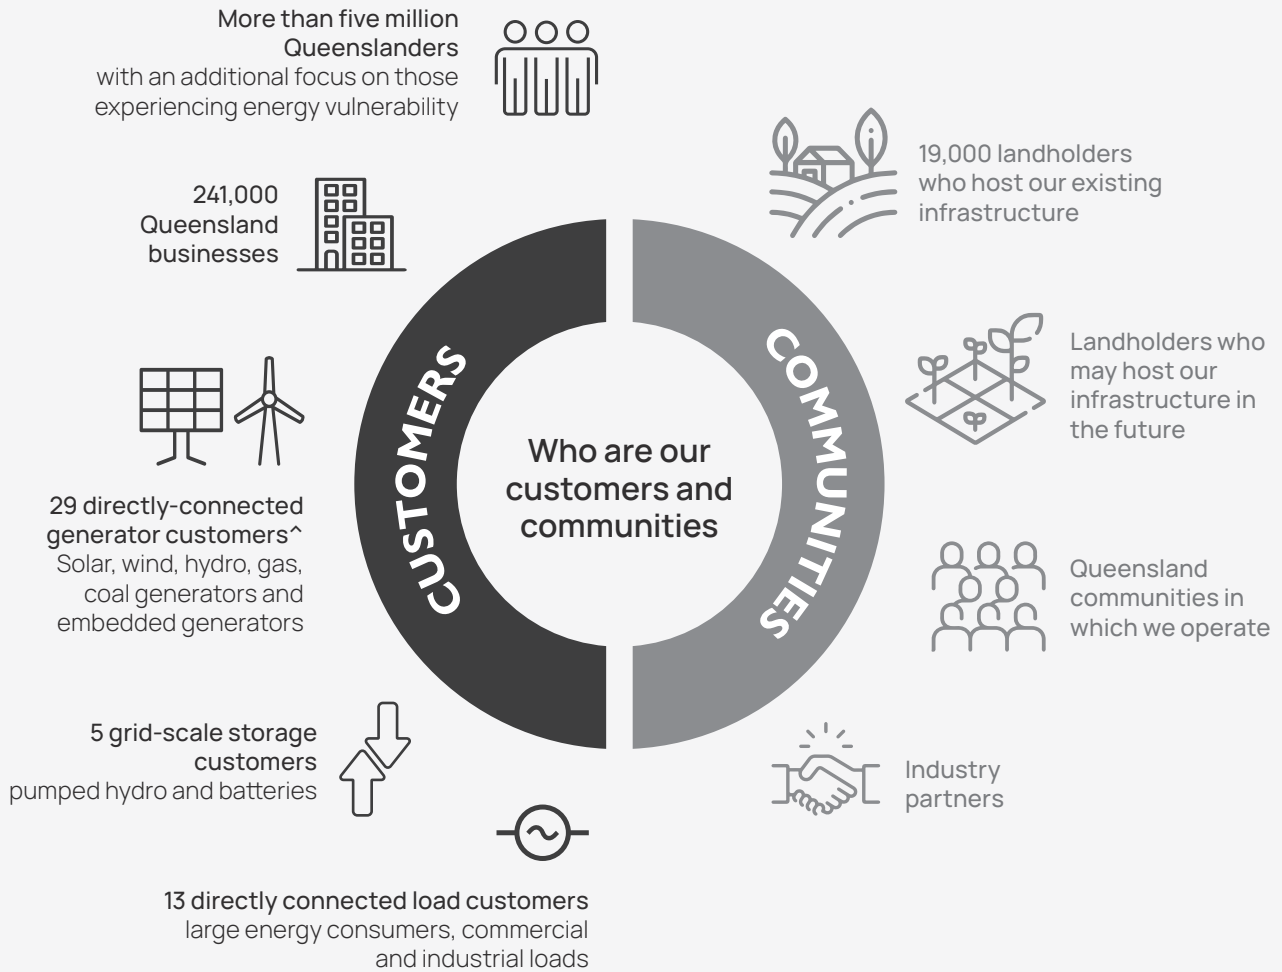 More than five million
Queenslanders
with an additional focus on those
experiencing energy vulnerability
241,000
Queensland
businesses
29 directly-connected
generator customers^
Solar, wind, hydro, gas,
coal generators and
embedded generators
5 grid-scale storage
customers
pumped hydro and batteries
13 directly connected load customers
large energy consumers, commercial
and industrial loads
CUSTOMERS
Who are our
customers and
communities
COMMUNITIES
19,000 landholders
who host our existing
infrastructure
Landholders who
may host our
infrastructure in
the future
Queensland
communities in
which we operate
Industry
partners